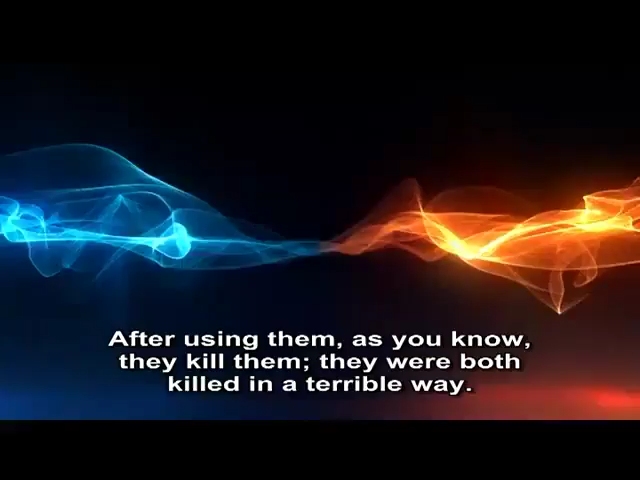 After using them, as you know,
they kill them; they were both
killed in a terrible way.